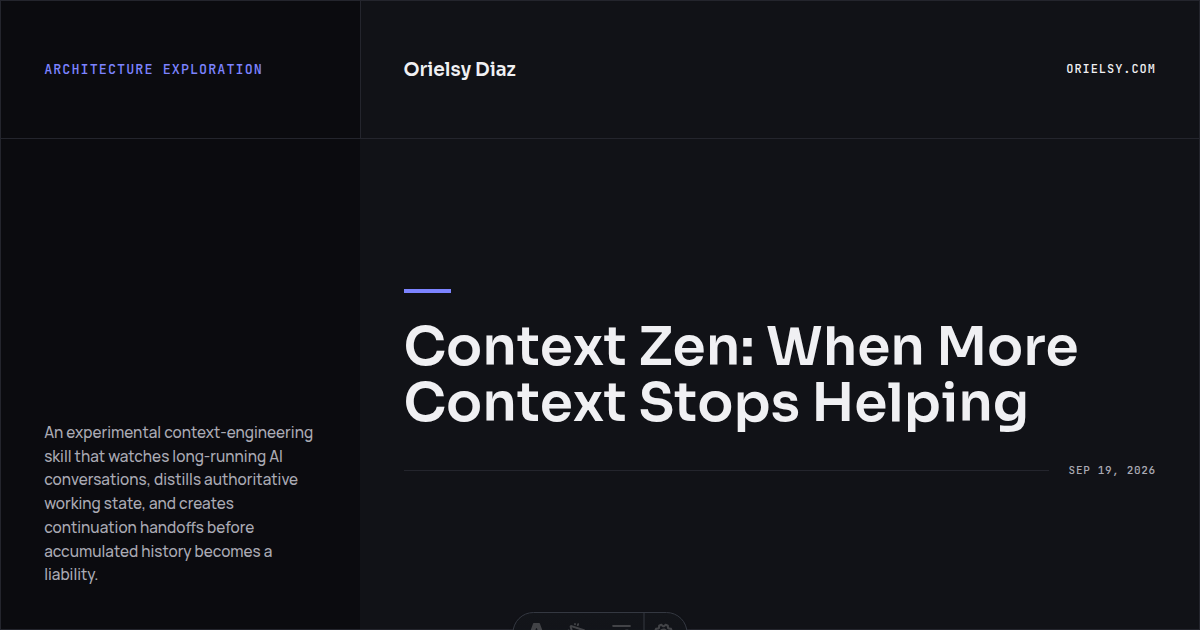 ARCHITECTURE EXPLORATION
Orielsy Diaz
ORIELSY.COM
Context Zen: When More
Context Stops Helping
SEP 19, 2026
An experimental context-engineering
skill that watches long-running AI
conversations, distills authoritative
working state, and creates
continuation handoffs before
accumulated history becomes a
liability.